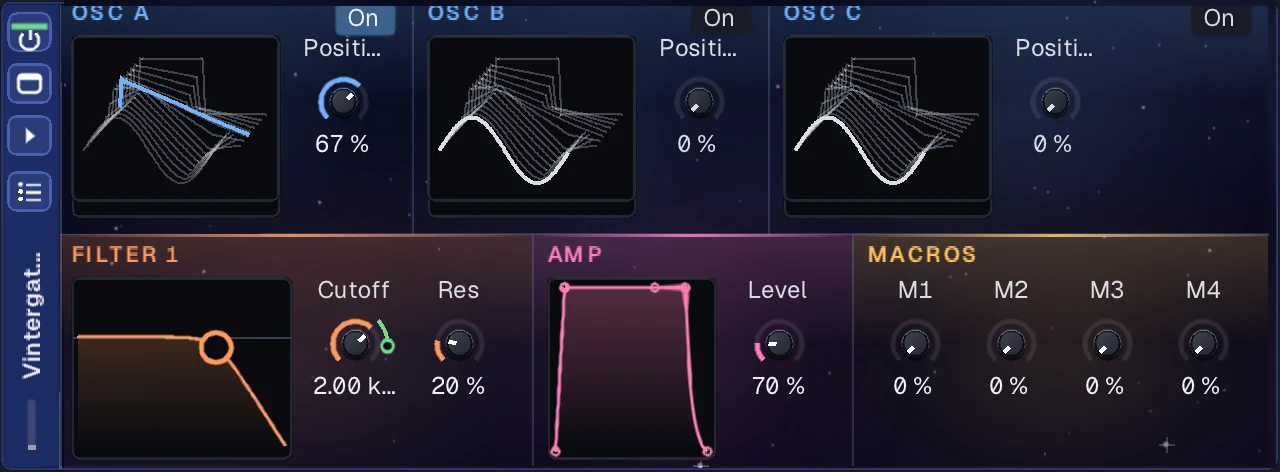 OSC A
On
OSC B
On
OSC C
On
Positi...
67 %
Positi...
0 %
Positi...
0 %
Vintergat...
FILTER 1
Cutoff
2.00 k...
Res
20 %
AMP
Level
70 %
MACROS
M1
M2
M3
M4
0 %
0 %
0 %
0 %